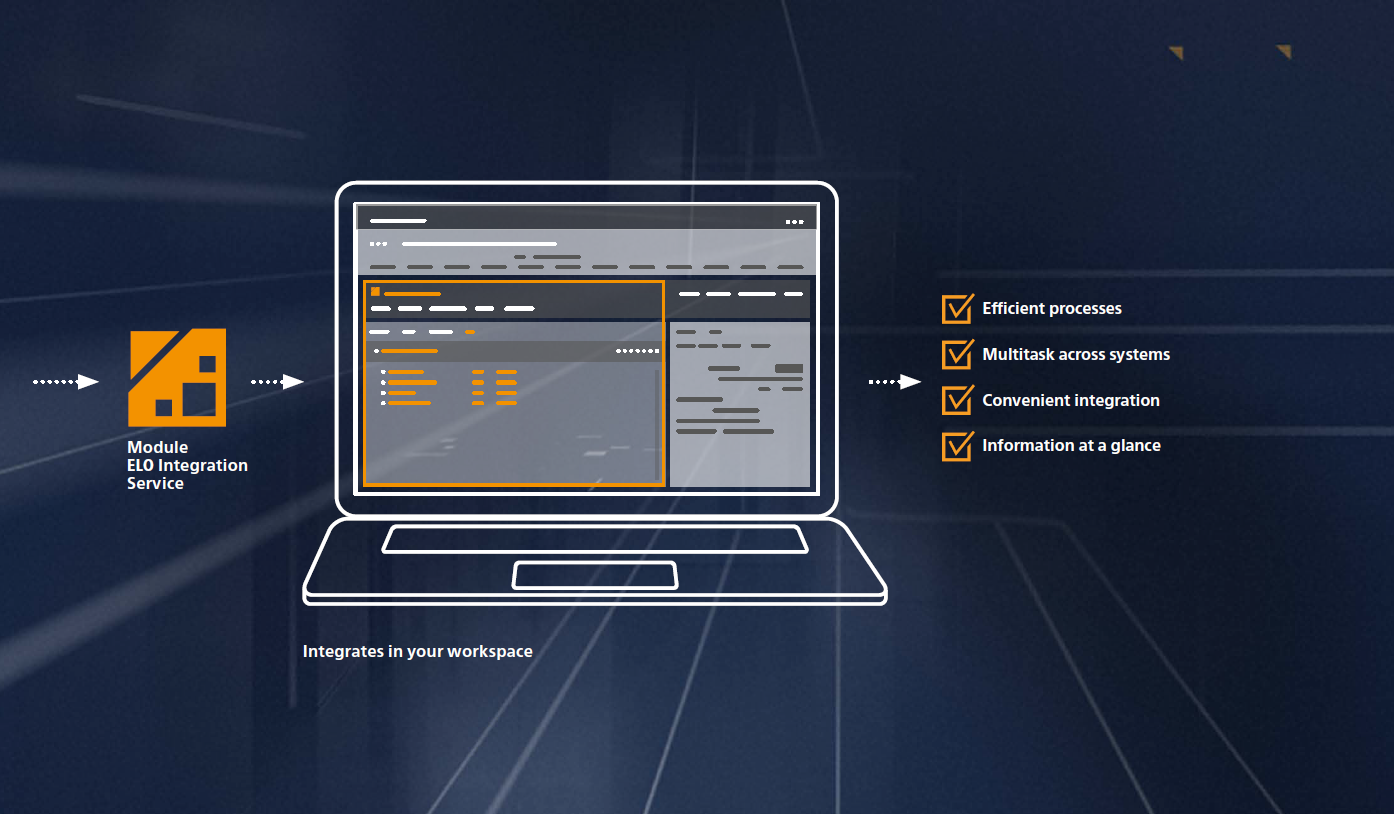 Module
ELO Integration
Service
Integrates in your workspace
Efficient processes
Multitask across systems
Convenient integration
Information at a glance